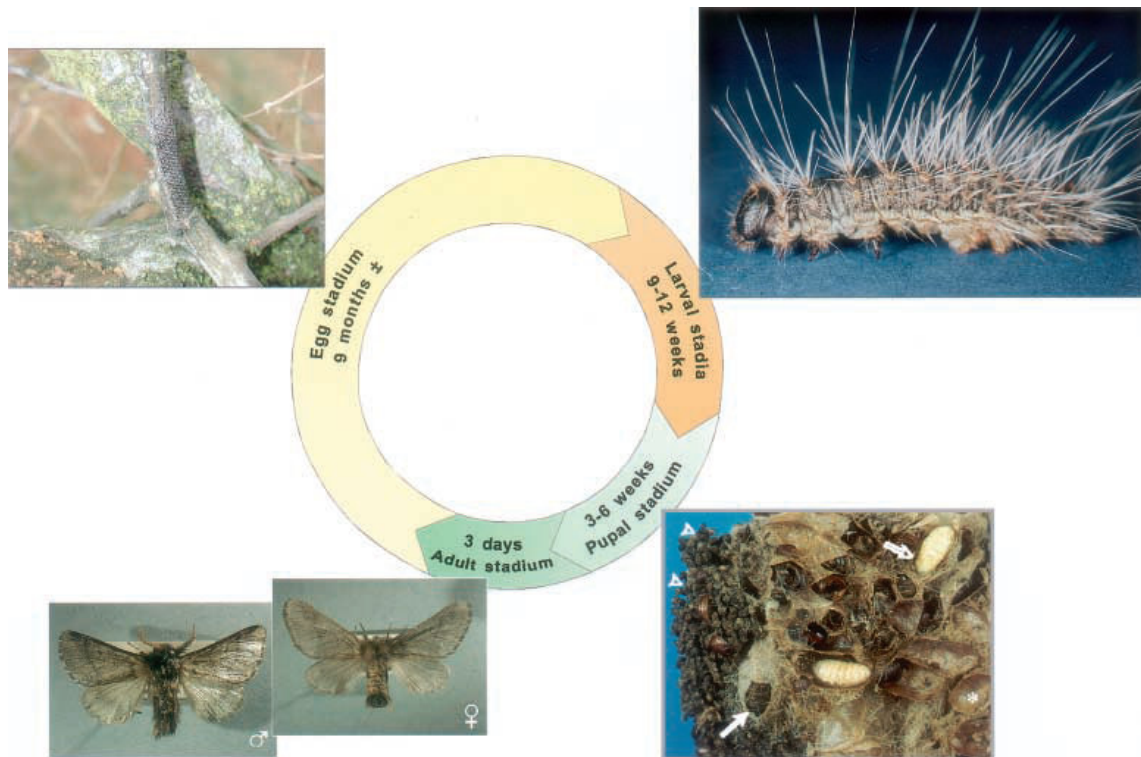 Egg stadium
9 months ±
Larval stadia
9-12 weeks
3-6 weeks
Pupal stadium
3 days
Adult stadium
♂
♀
*